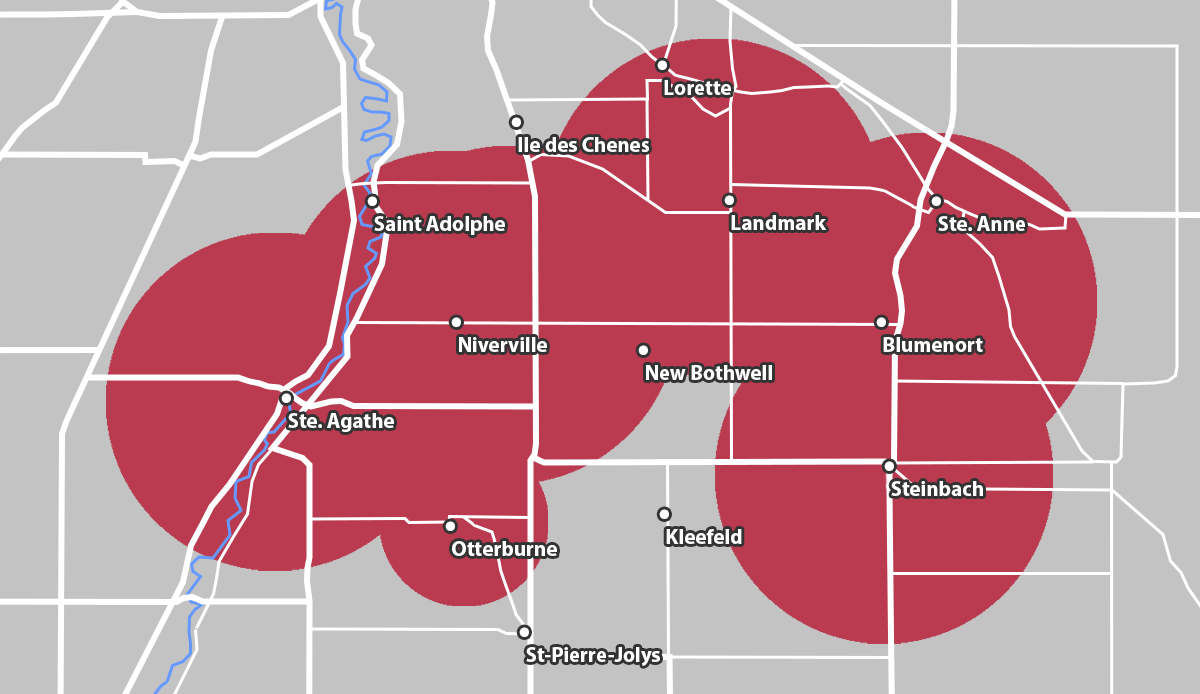 Lorette
Ile des Chenes
Saint Adolphe
Landmark
Ste. Anne
Niverville
Blumenort
New Bothwell
Ste. Agathe
Steinbach
Kleefeld
Otterburne
St-Pierre-Jolys